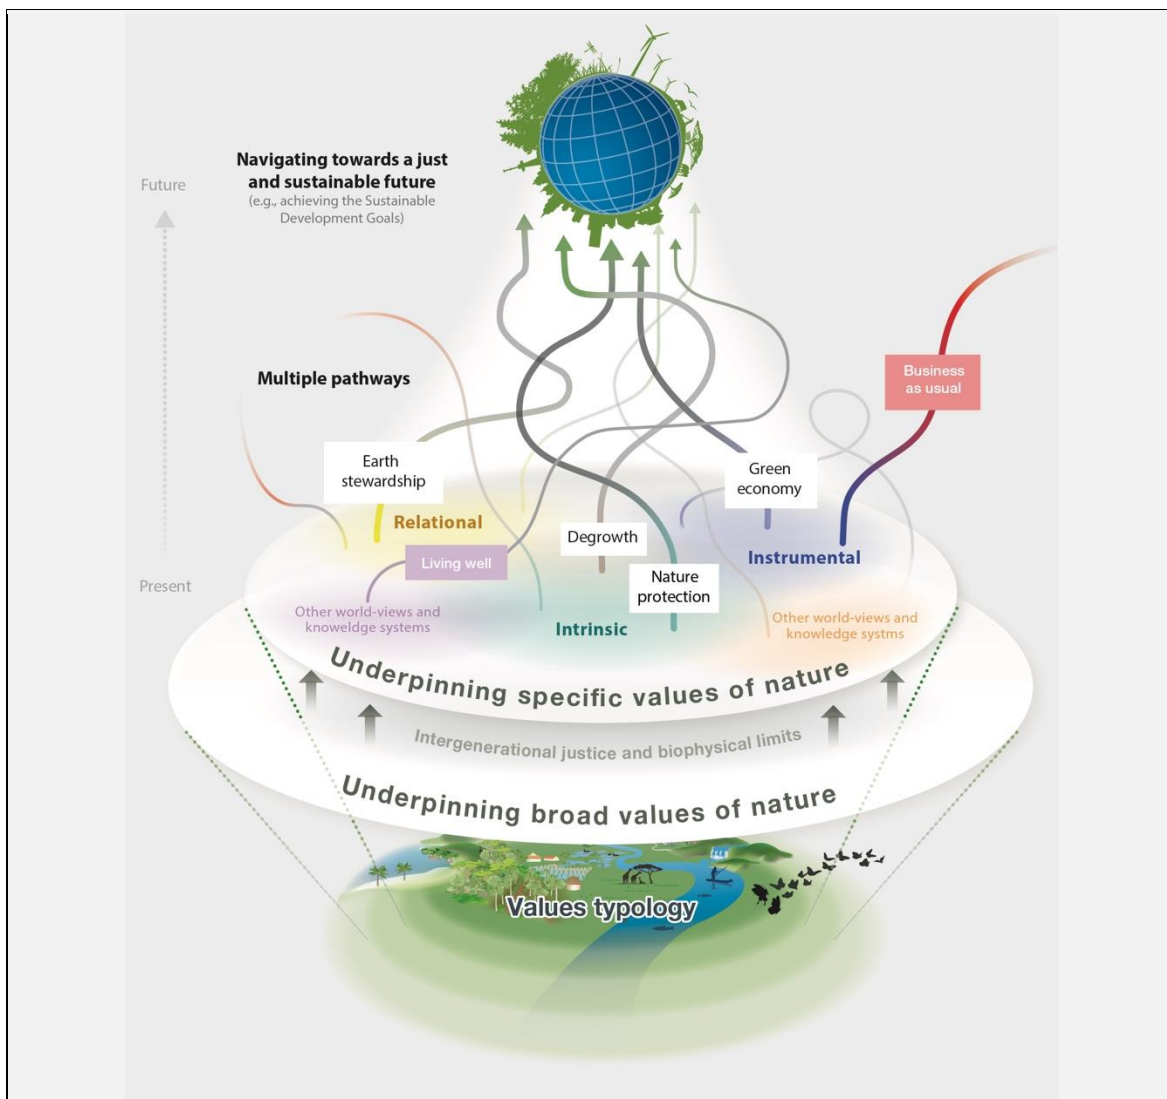 Navigating towards a just
and sustainable future
(e.g., achieving the Sustainable
Development Goals)
Future
Multiple pathways
Business
as usual
Earth
stewardship
Green
economy
Relational
Degrowth
Instrumental
Living well
Nature
protection
Present
Other world-views and
knoweldge systems
Intrinsic
Other world-views and
knowledge systms
Underpinning specific values of nature
Intergenerational justice and biophysical limits
Underpinning broad values of nature
Values typology